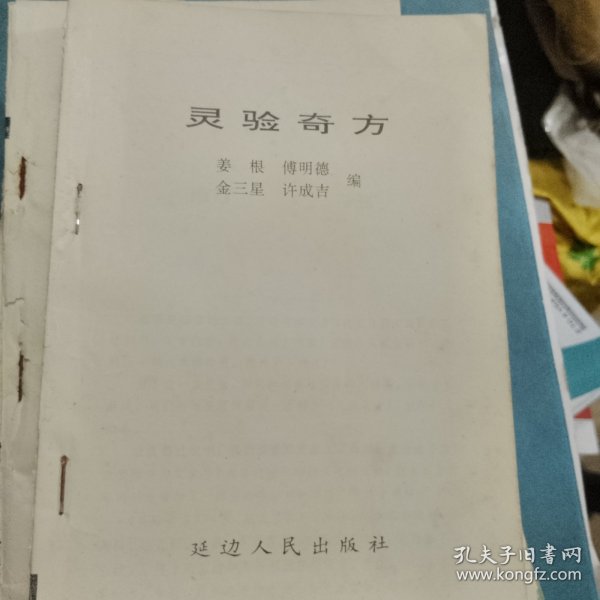 灵验奇方
姜 根 傅明德
金三星 许成吉 编
延边人民出版社
孔夫子旧书网
www.kongfz.com